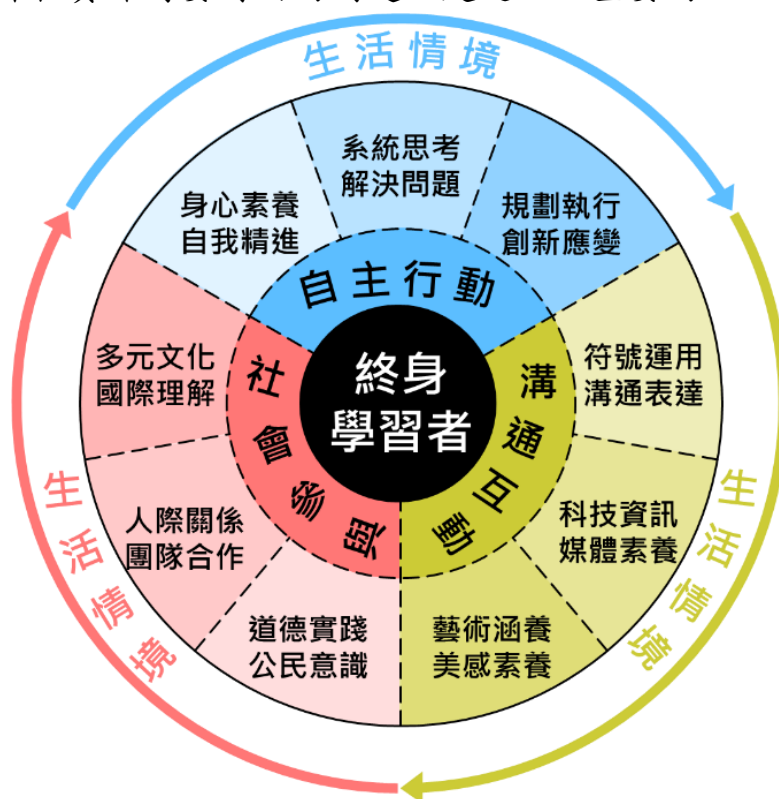 生活情境
系統思考
解決問題
規劃執行
創新應變
身心素養
自我精進
自主行動
符號運用
溝通表達
科技資訊
媒體素養
藝術涵養
美感素養
溝通互動
生活情境
道德實踐
公民意識
人際關係
團隊合作
多元文化
國際理解
社會參與
生活情境
終身
學習者